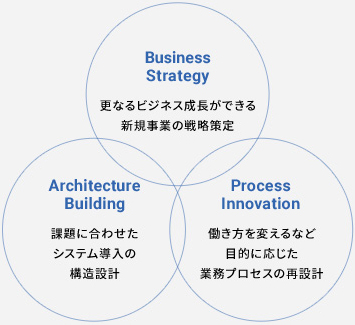 Business
Strategy
更なるビジネス成長ができる
新規事業の戦略策定
Architecture
Building
課題に合わせた
システム導入の
構造設計
Process
Innovation
働き方を変えるなど
目的に応じた
業務プロセスの再設計